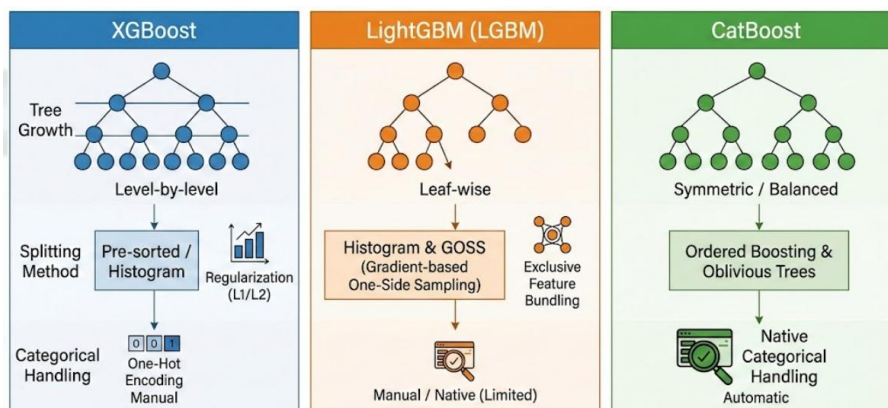 XGBoost
LightGBM (LGBM)
CatBoost
Tree
Growth
Level-by-level
Leaf-wise
Symmetric / Balanced
Splitting
Method
Pre-sorted /
Histogram
Regularization
(L1/L2)
Histogram & GOSS
(Gradient-based
One-Side Sampling)
Exclusive
Feature
Bundling
Ordered Boosting &
Oblivious Trees
Categorical
Handling
0 0 1
One-Hot
Encoding
Manual
Manual / Native (Limited)
Native
Categorical
Handling
Automatic